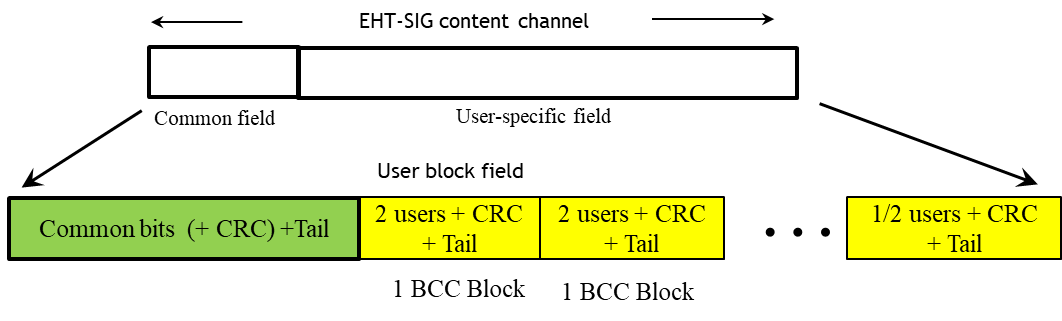 EHT-SIG content channel
Common field
User-specific field
User block field
Common bits (+ CRC) +Tail
2 users + CRC
+ Tail
2 users + CRC
+ Tail
1/2 users + CRC
+ Tail
1 BCC Block
1 BCC Block